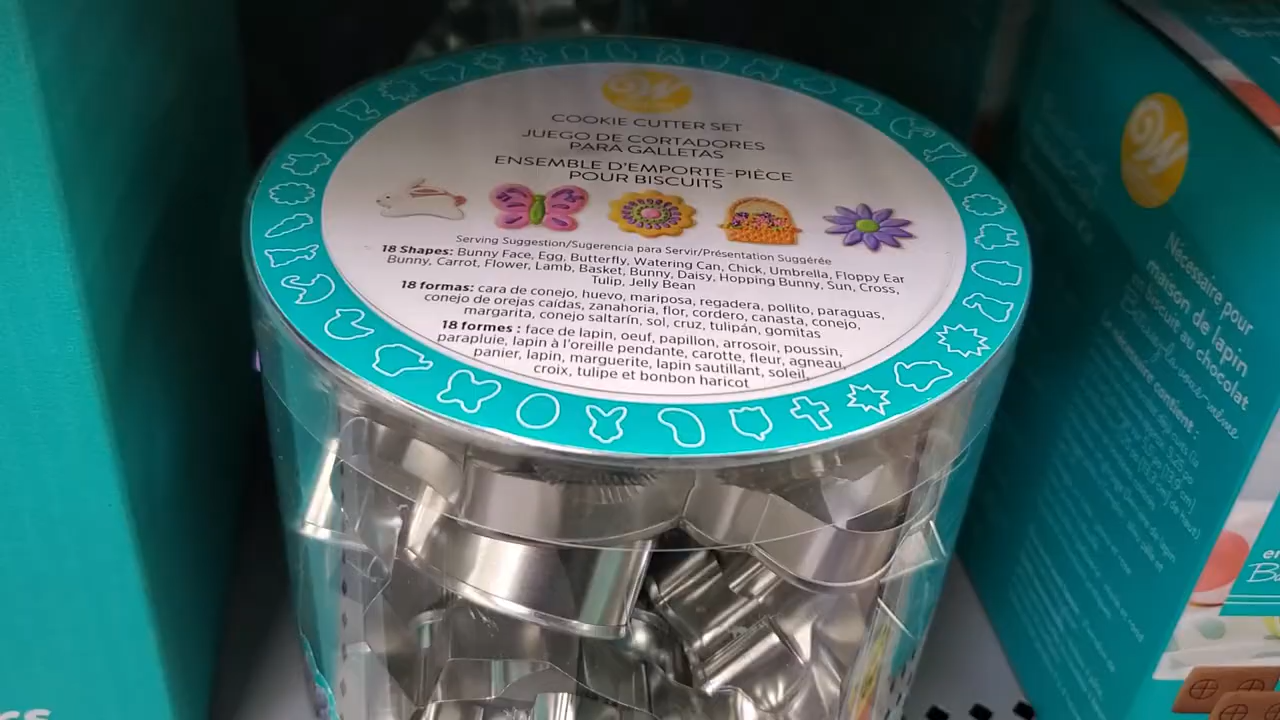 COOKIE CUTTER SET
JUEGO DE CORTADORES
PARA GALLETAS
ENSEMBLE D'EMPORTE-PIÈCE
POUR BISCUITS
Serving Suggestion/Sugerencia para Servir/Présentation Suggérée
18 Shapes: Bunny Face, Egg, Butterfly, Watering Can, Chick, Umbrella, Floppy Ear
Bunny, Carrot, Flower, Lamb, Basket, Bunny, Daisy, Hopping Bunny, Sun, Cross,
Tulip, Jelly Bean
18 formas: cara de conejo, huevo, mariposa, regadera, pollito, paraguas,
conejo de orejas caídas, zanahoria, flor, cordero, canasta, conejo,
margarita, conejo saltarín, sol, cruz, tulipán, gomitas
18 formes : face de lapin, oeuf, papillon, arrosoir, poussin,
parapluie, lapin à l'oreille pendante, carotte, fleur, agneau,
panier, lapin, marguerite, lapin sautillant, soleil,
croix, tulipe et bonbon haricot
Nécessaire pour
maison de lapin
en biscuit au chocolat
contient :